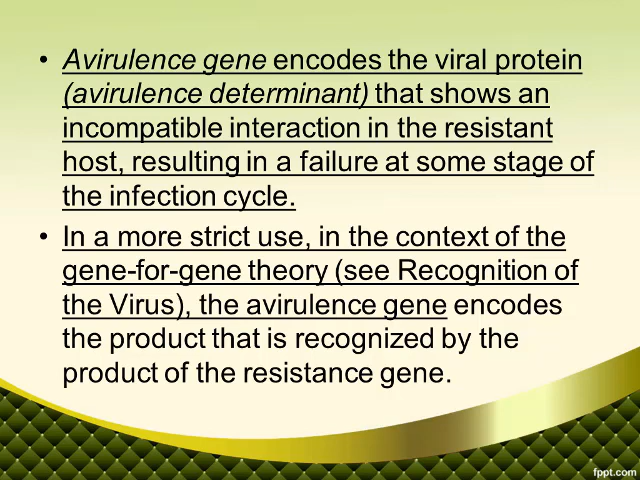 • Avirulence gene encodes the viral protein
(avirulence determinant) that shows an
incompatible interaction in the resistant
host, resulting in a failure at some stage of
the infection cycle.
• In a more strict use, in the context of the
gene-for-gene theory (see Recognition of
the Virus), the avirulence gene encodes
the product that is recognized by the
product of the resistance gene.
fppt.com